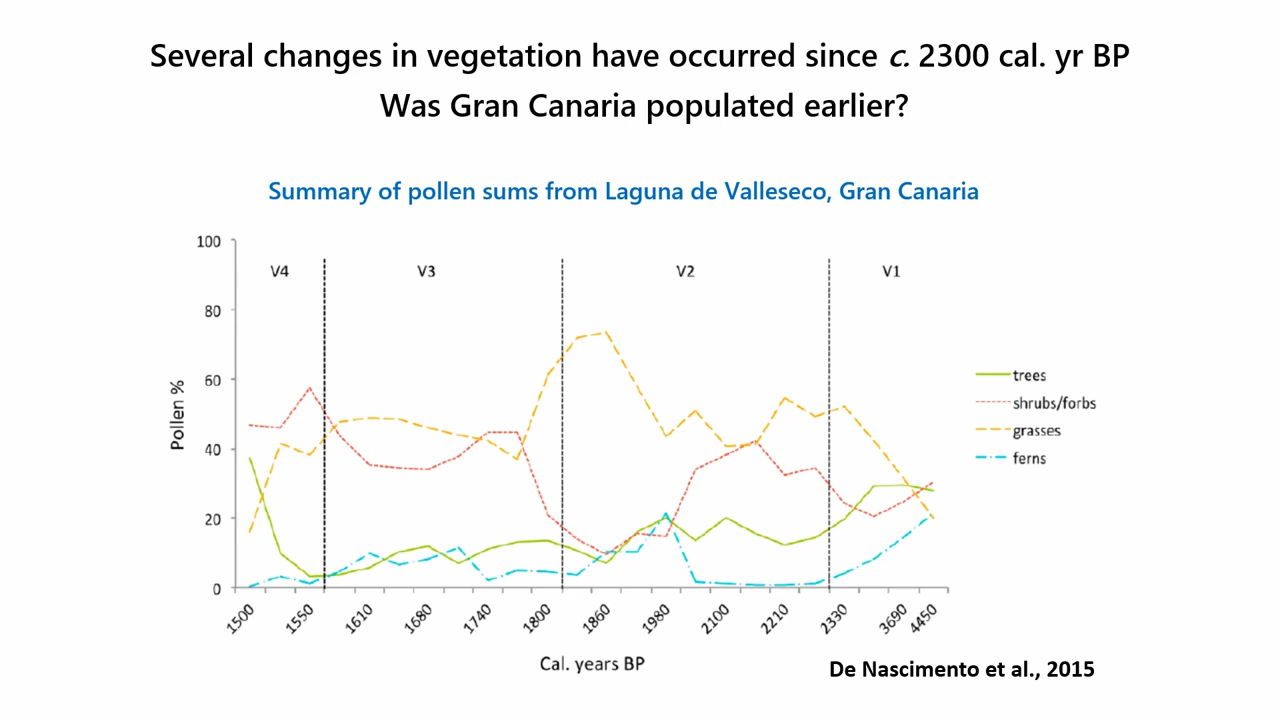 Several changes in vegetation have occurred since c. 2300 cal. yr BP
Was Gran Canaria populated earlier?
Summary of pollen sums from Laguna de Valleseco, Gran Canaria
100
80
60
40
20
0
Pollen %
V4
V3
V2
V1
trees
shrubs/forbs
grasses
ferns
1500
1550
1610
1680
1740
1800
1860
1980
2100
2210
2330
3690
4450
Cal. years BP
De Nascimento et al., 2015